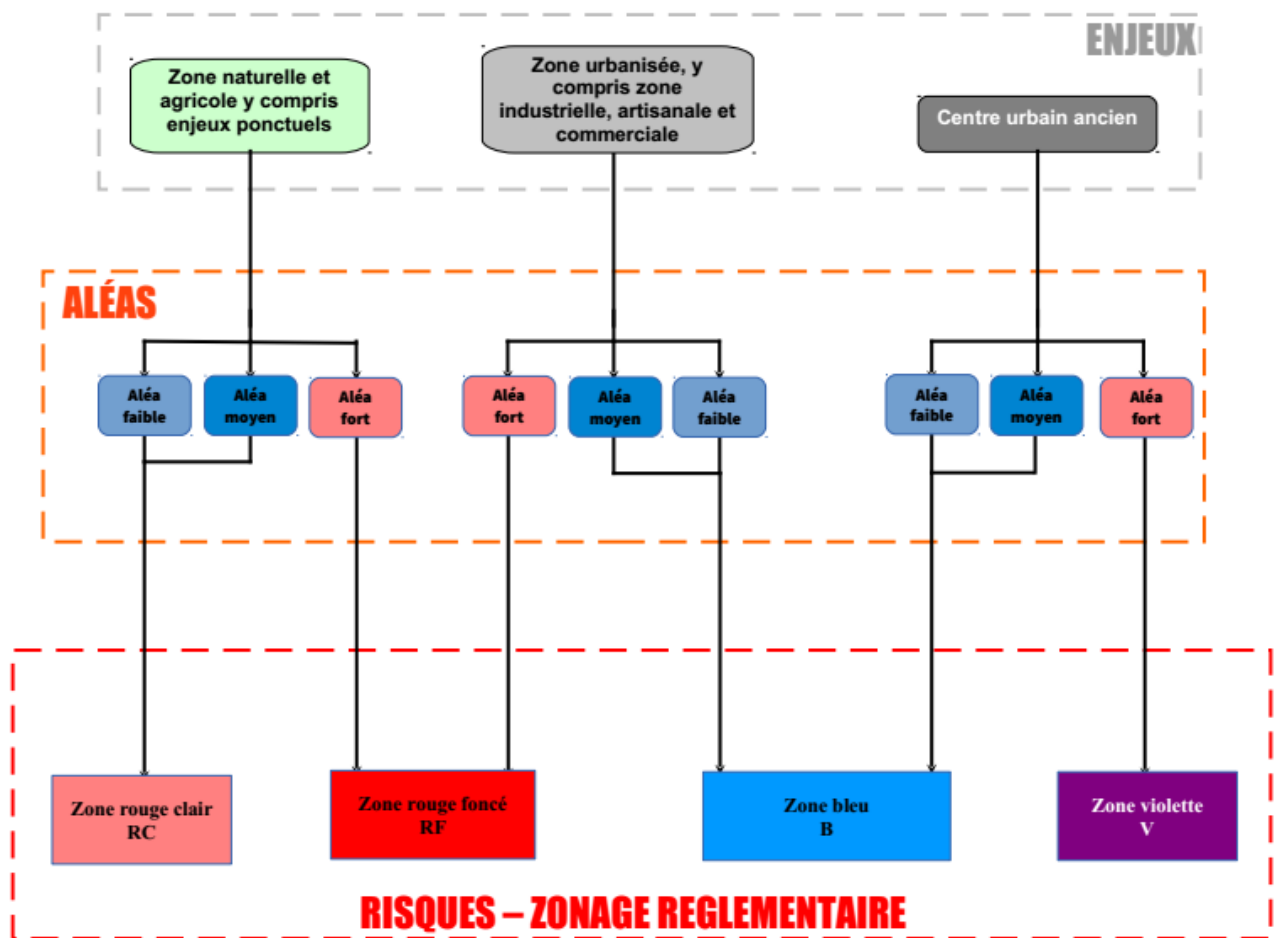 ENJEUX
Zone naturelle et
agricole y compris
enjeux ponctuels
Zone urbanisée, y
compris zone
industrielle, artisanale et
commerciale
Centre urbain ancien
ALÉAS
Aléa
faible
Aléa
moyen
Aléa
fort
Aléa
fort
Aléa
moyen
Aléa
faible
Aléa
faible
Aléa
moyen
Aléa
fort
Zone rouge clair
RC
Zone rouge foncé
RF
Zone bleu
B
Zone violette
V
RISQUES – ZONAGE REGLEMENTAIRE